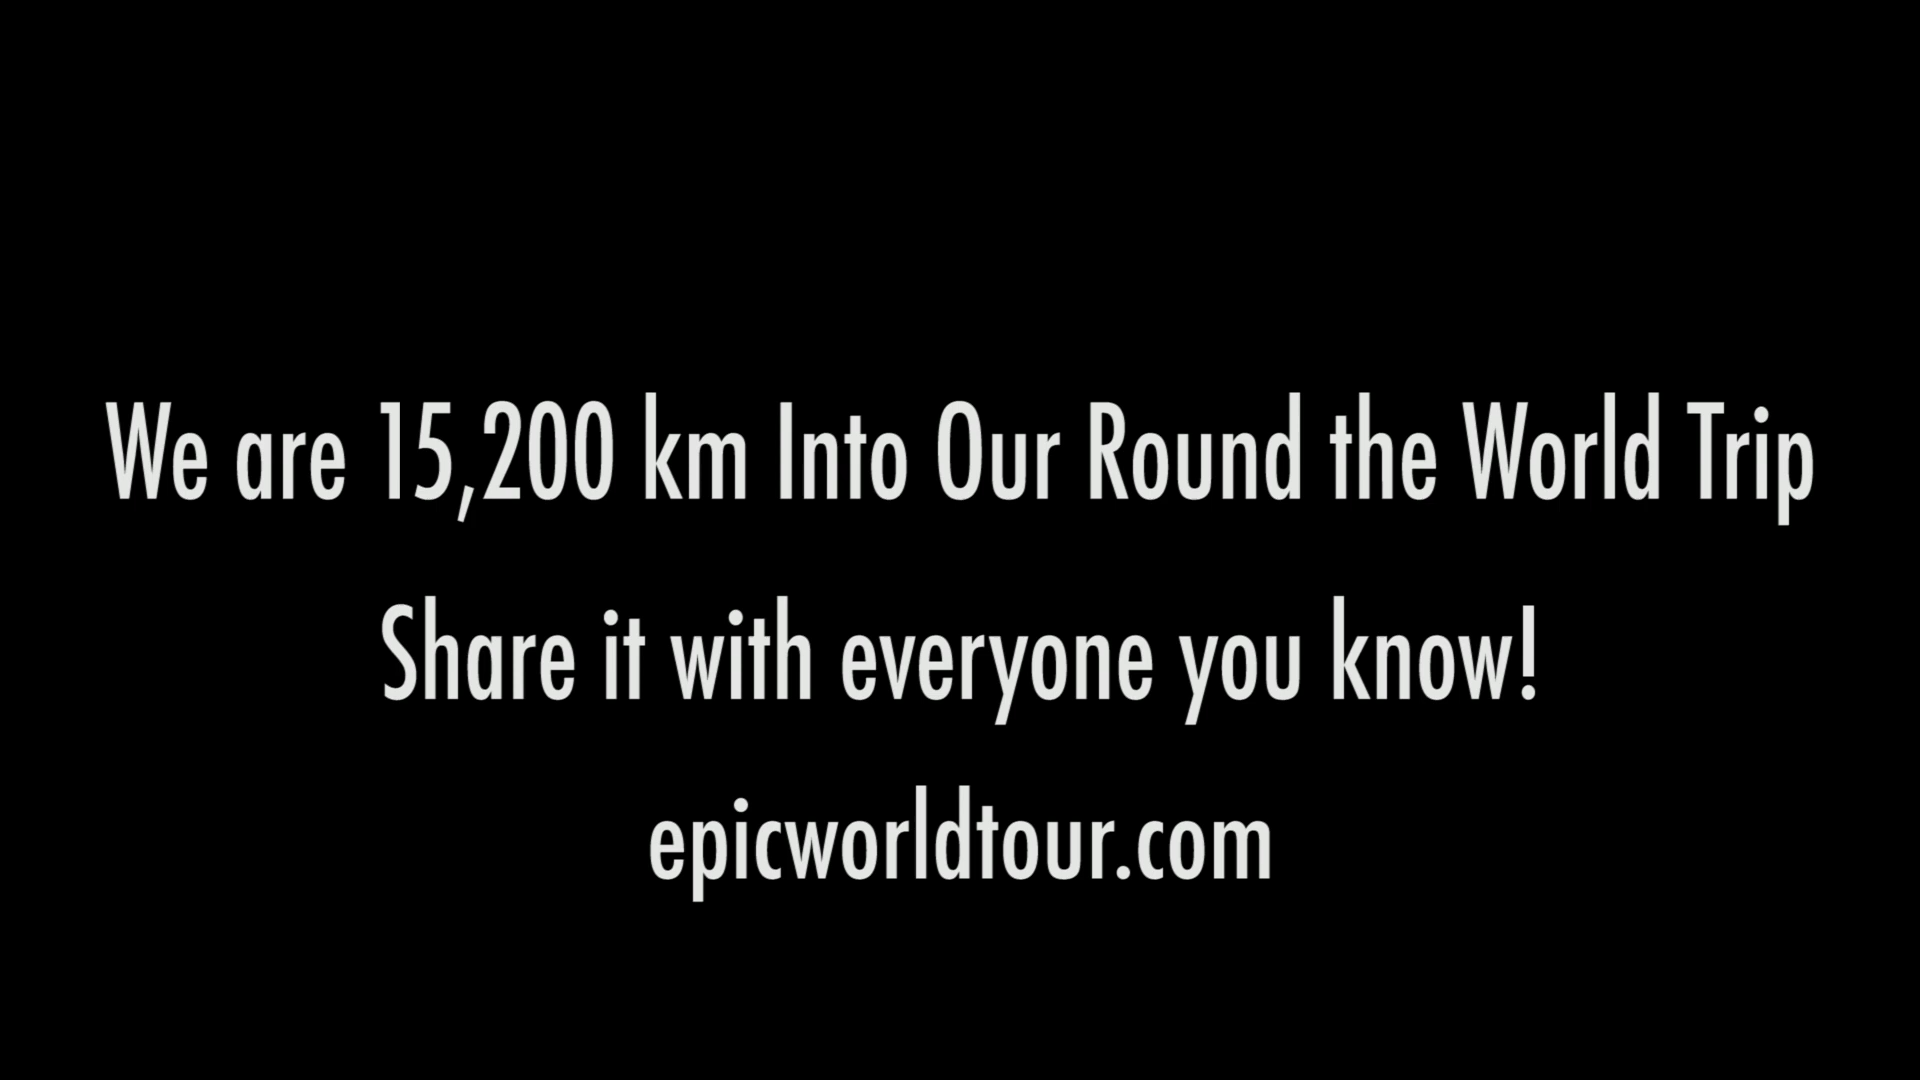 We are 15,200 km Into Our Round the World Trip
Share it with everyone you know!
epicworldtour.com